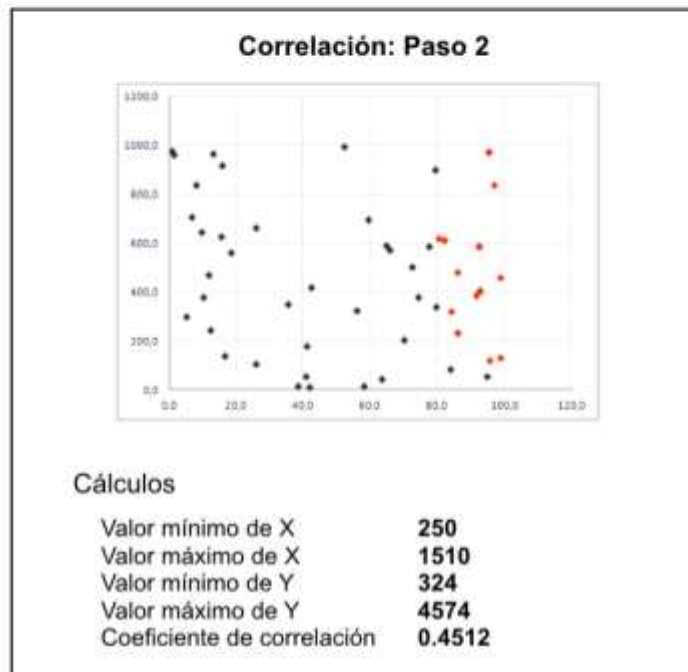 Correlación: Paso 2
1200,0
1000,0
800,0
600,0
400,0
200,0
0,0
0,0 20,0 40,0 60,0 80,0 100,0 120,0
Cálculos
Valor mínimo de X 250
Valor máximo de X 1510
Valor mínimo de Y 324
Valor máximo de Y 4574
Coeficiente de correlación 0.4512